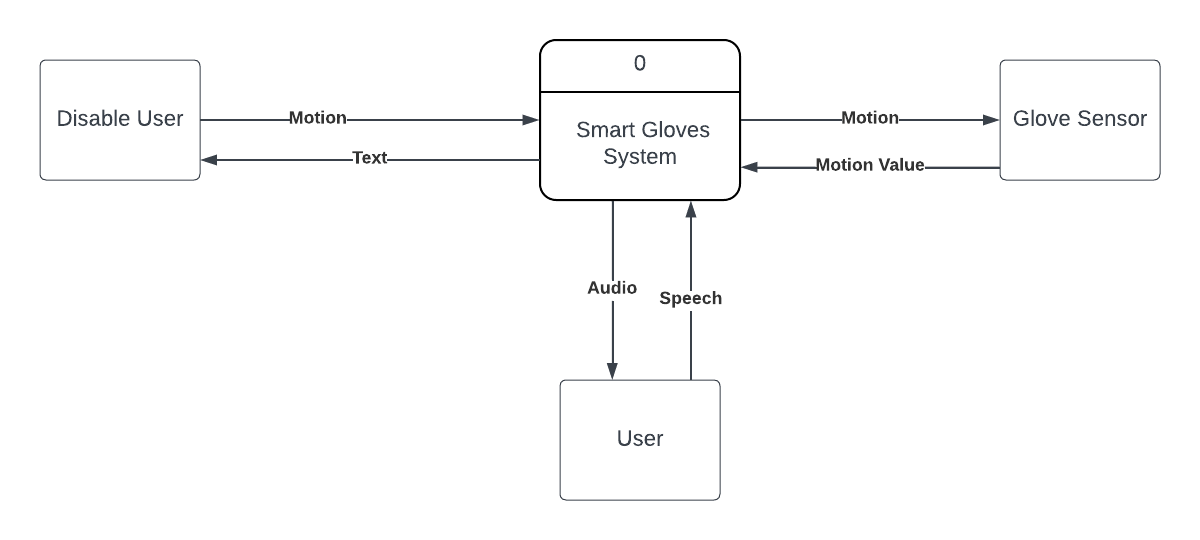 0
Disable User
Motion
Smart Gloves
System
Motion
Glove Sensor
Text
Motion Value
Audio
Speech
User